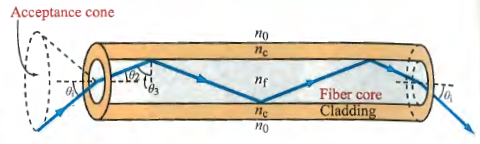 Acceptance cone
n0
nc
θi
θ2
θ3
nf
Fiber core
θi
nc
Cladding
n0